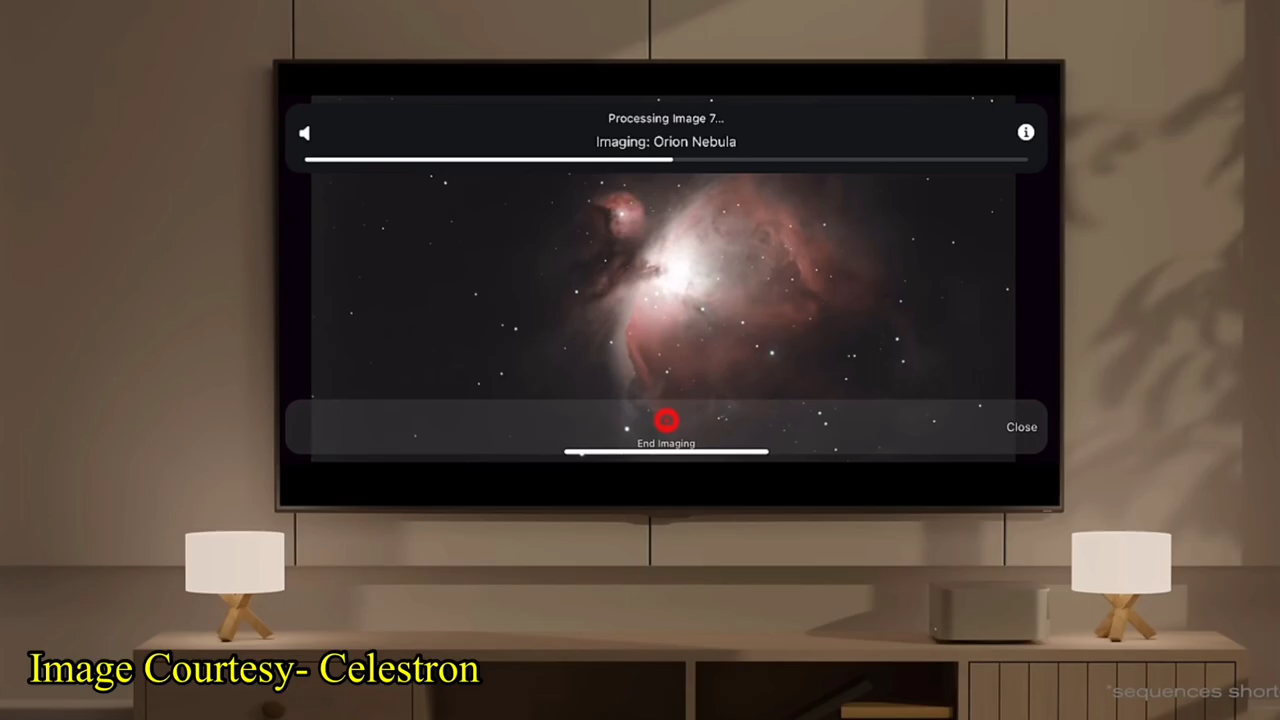 Processing Image 7...
Imaging: Orion Nebula
End Imaging
Close
Image Courtesy- Celestron
*sequences short